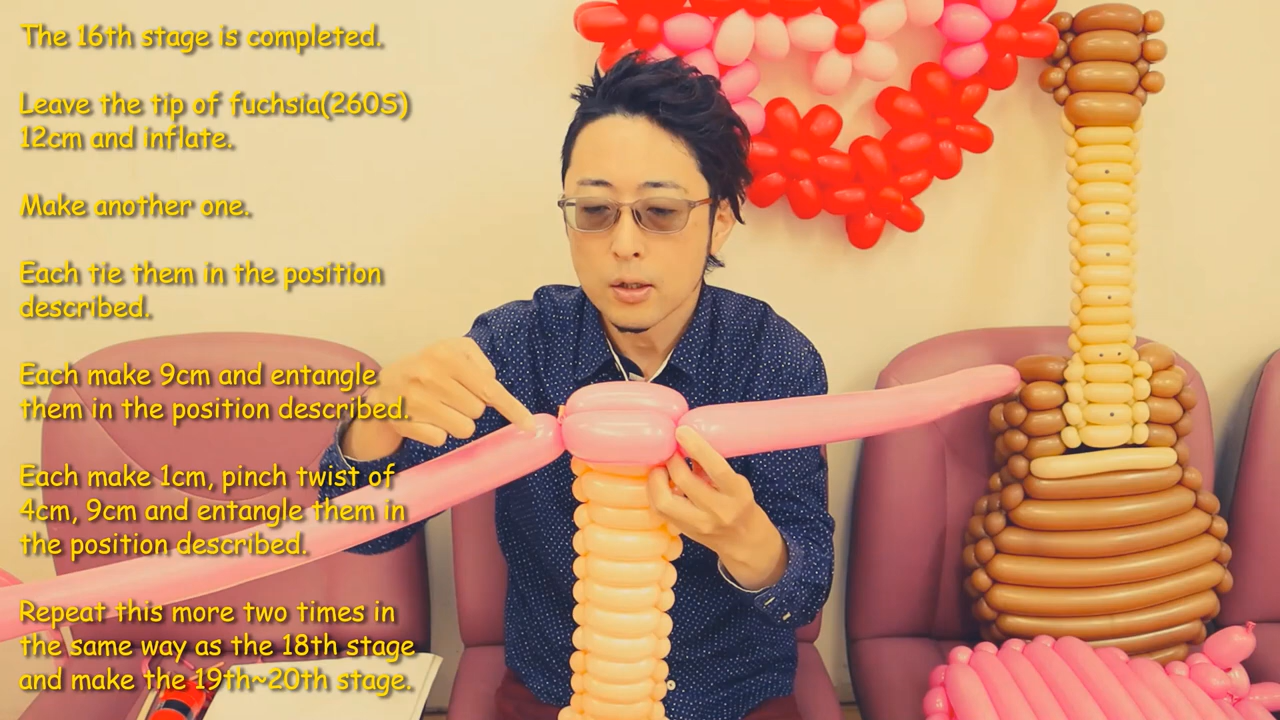 The 16th stage is completed.
Leave the tip of fuchsia(260S)
12cm and inflate.
Make another one.
Each tie them in the position
described.
Each make 9cm and entangle
them in the position described.
Each make 1cm, pinch twist of
4cm, 9cm and entangle them in
the position described.
Repeat this more two times in
the same way as the 18th stage
and make the 19th~20th stage.